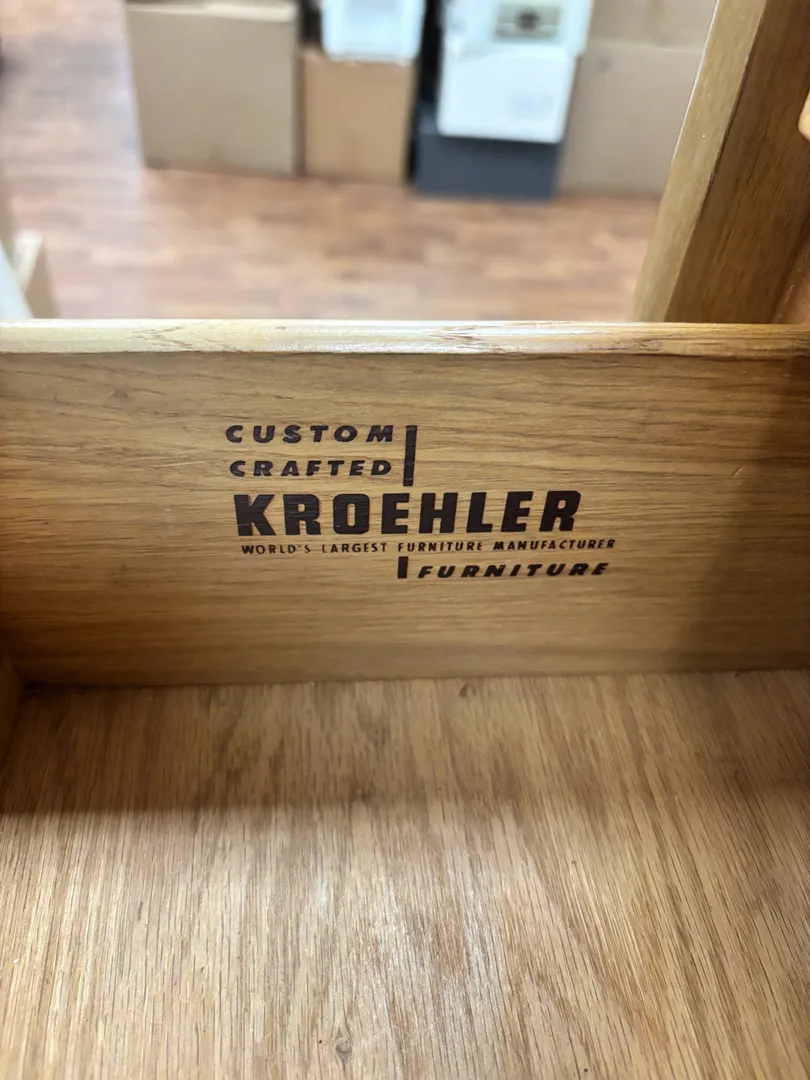 CUSTOM
CRAFTED
KROEHLER
WORLD'S LARGEST FURNITURE MANUFACTURER
FURNITURE